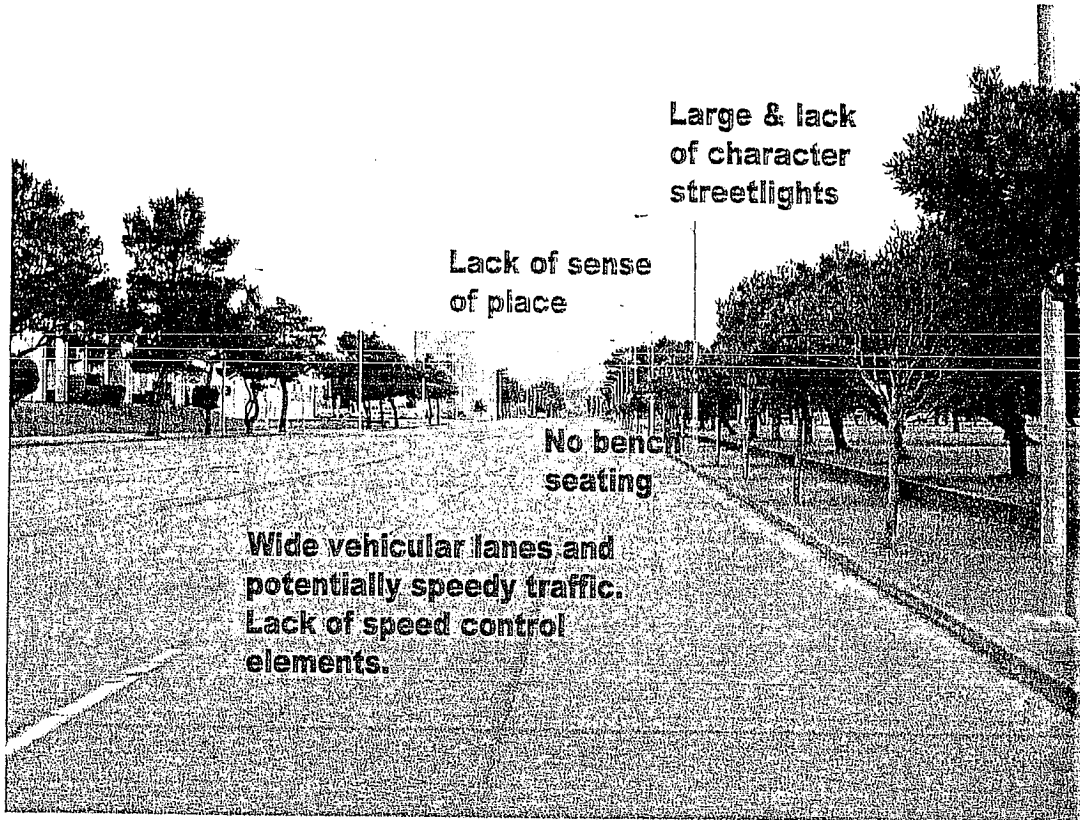 Large & lack
of character
streetlights
Lack of sense
of place
No bench
seating
Wide vehicular lanes and
potentially speedy traffic.
Lack of speed control
elements.